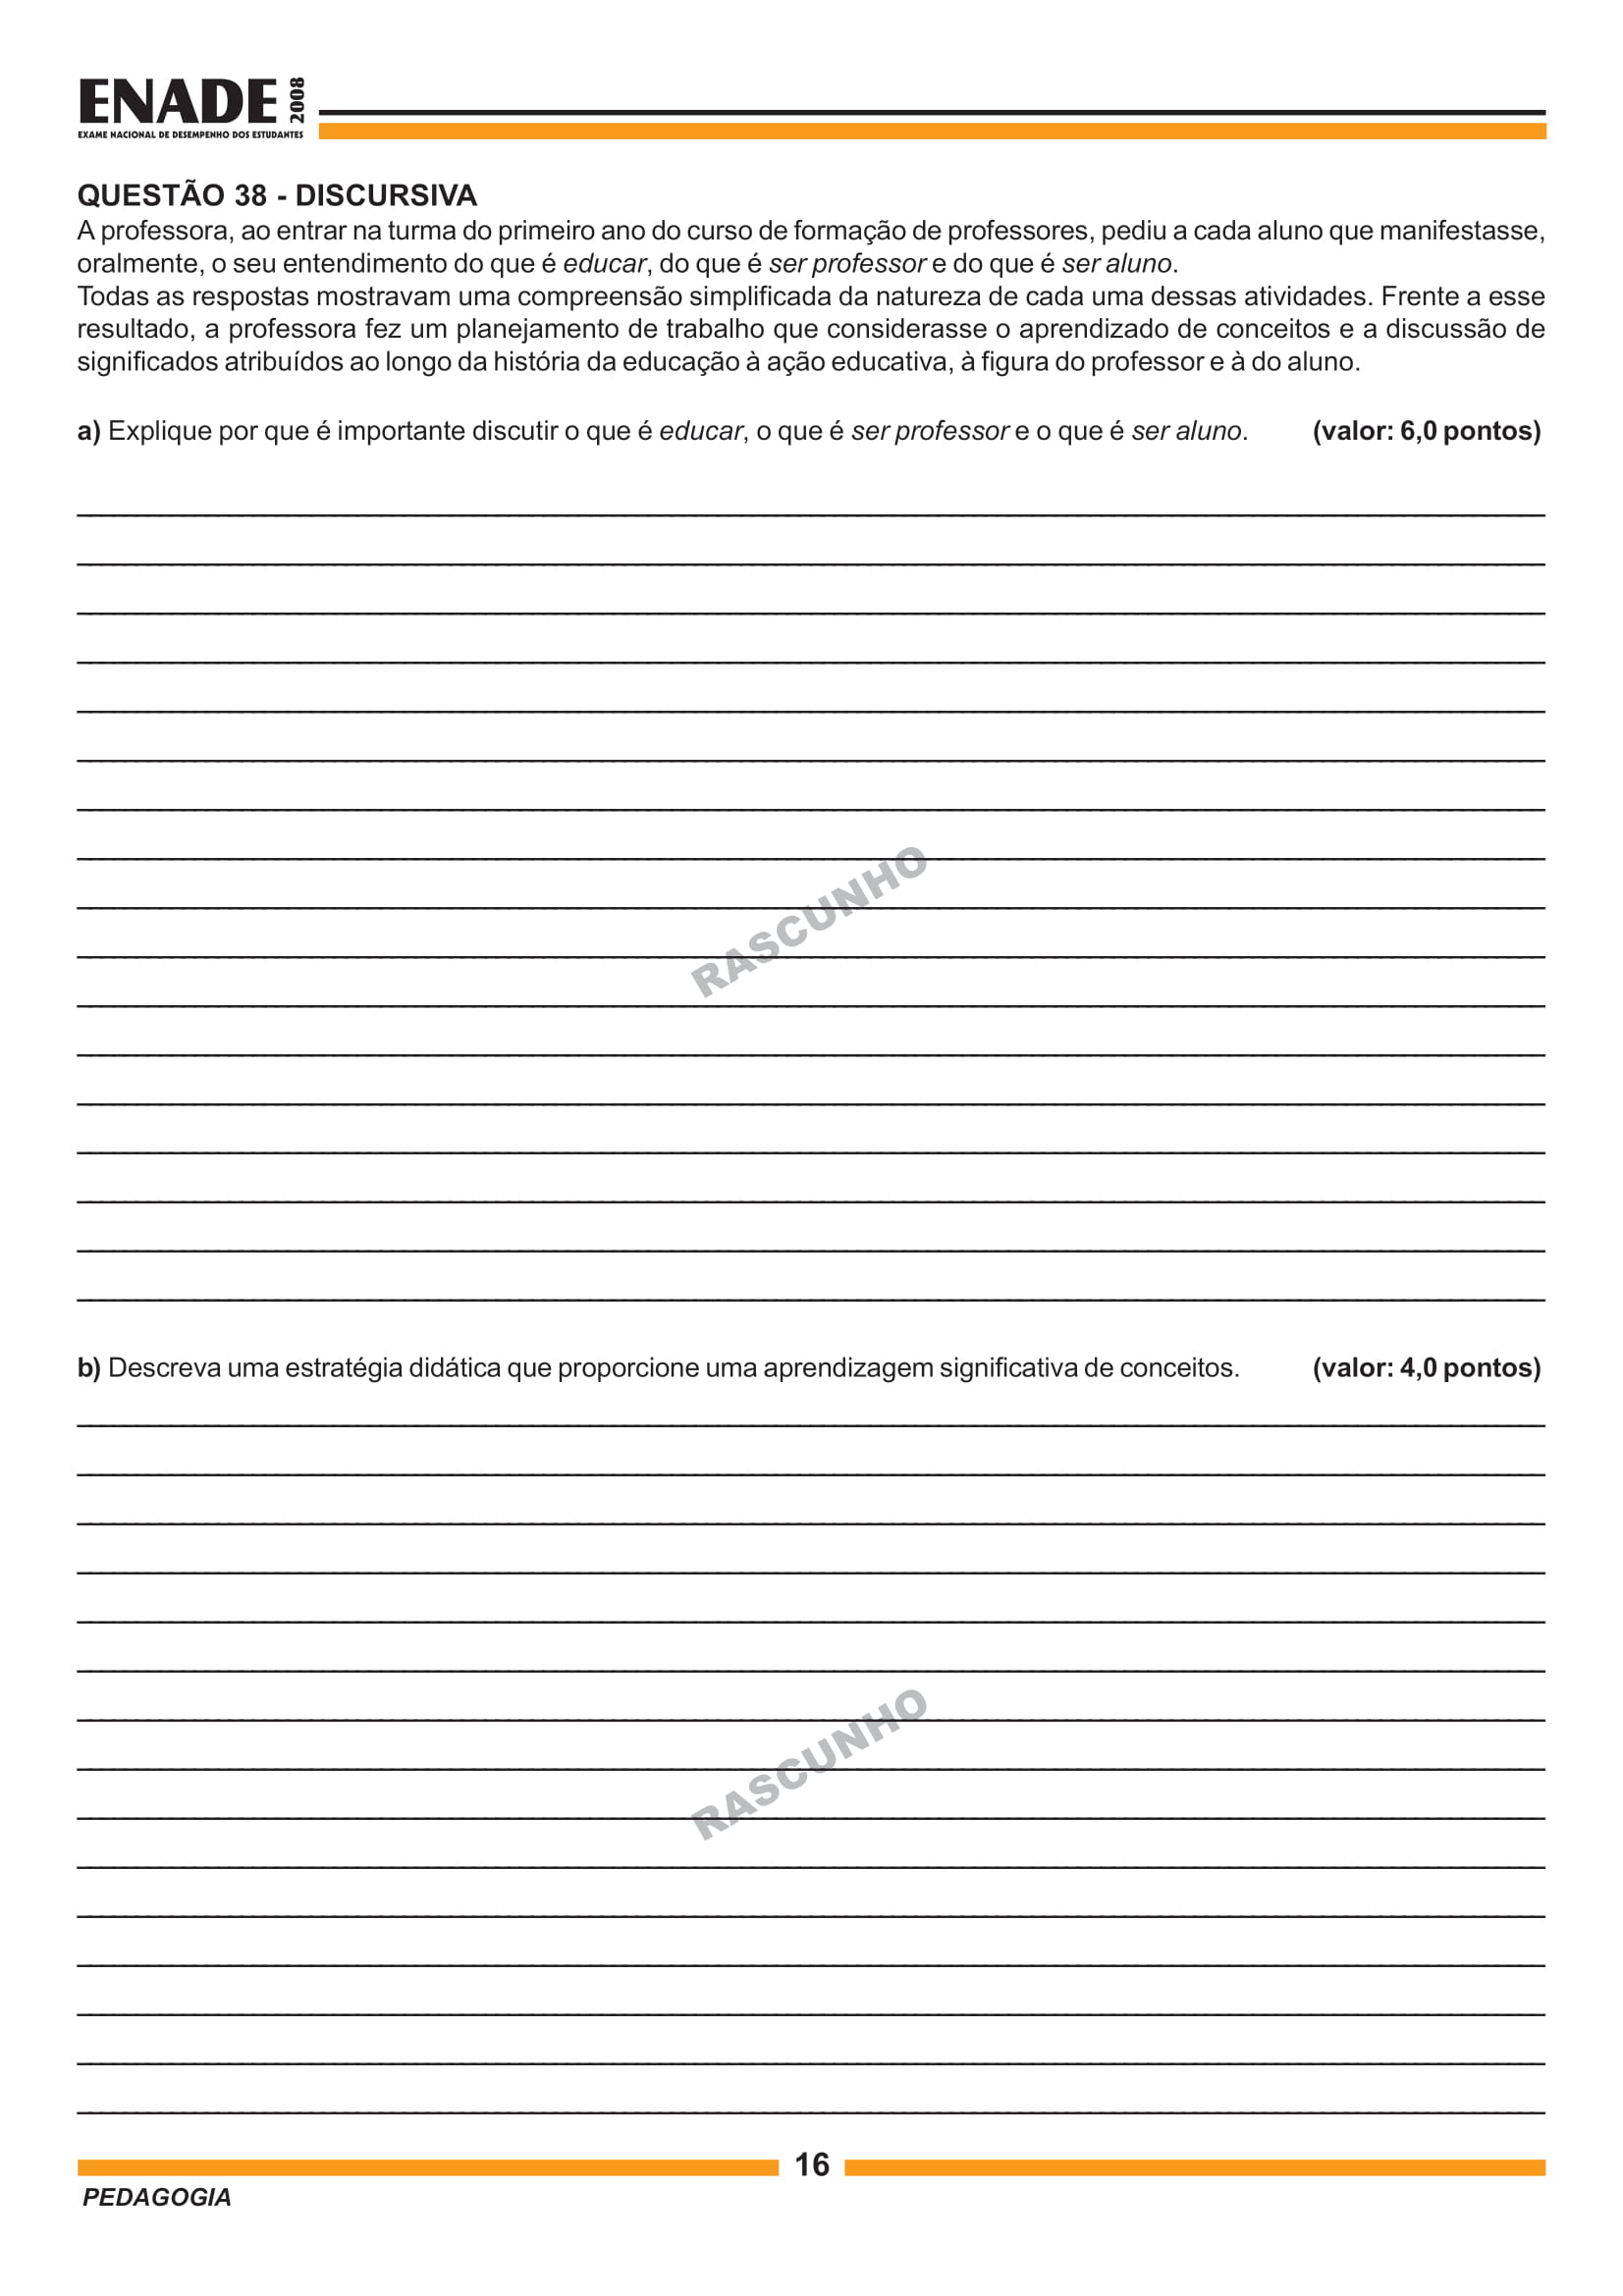 ENADE 2008
EXAME NACIONAL DE DESEMPENHO DOS ESTUDANTES
QUESTÃO 38 - DISCURSIVA
A professora, ao entrar na turma do primeiro ano do curso de formação de professores, pediu a cada aluno que manifestasse,
oralmente, o seu entendimento do que é educar, do que é ser professor e do que é ser aluno.
Todas as respostas mostravam uma compreensão simplificada da natureza de cada uma dessas atividades. Frente a esse
resultado, a professora fez um planejamento de trabalho que considerasse o aprendizado de conceitos e a discussão de
significados atribuídos ao longo da história da educação à ação educativa, à figura do professor e à do aluno.
a) Explique por que é importante discutir o que é educar, o que é ser professor e o que é ser aluno. (valor: 6,0 pontos)
RASCUNHO
b) Descreva uma estratégia didática que proporcione uma aprendizagem significativa de conceitos. (valor: 4,0 pontos)
RASCUNHO
16
PEDAGOGIA